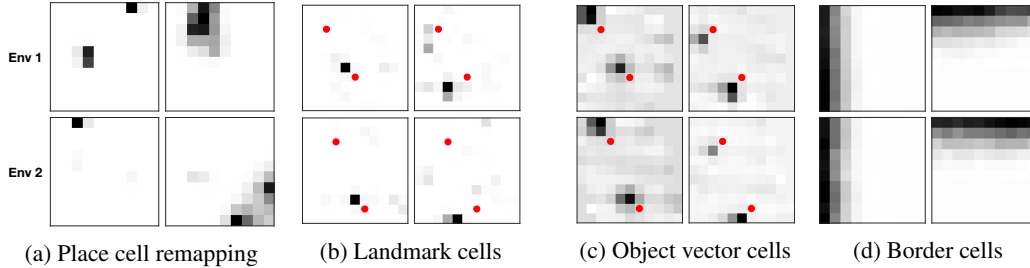 Env 1
Env 2
(a) Place cell remapping (b) Landmark cells (c) Object vector cells (d) Border cells